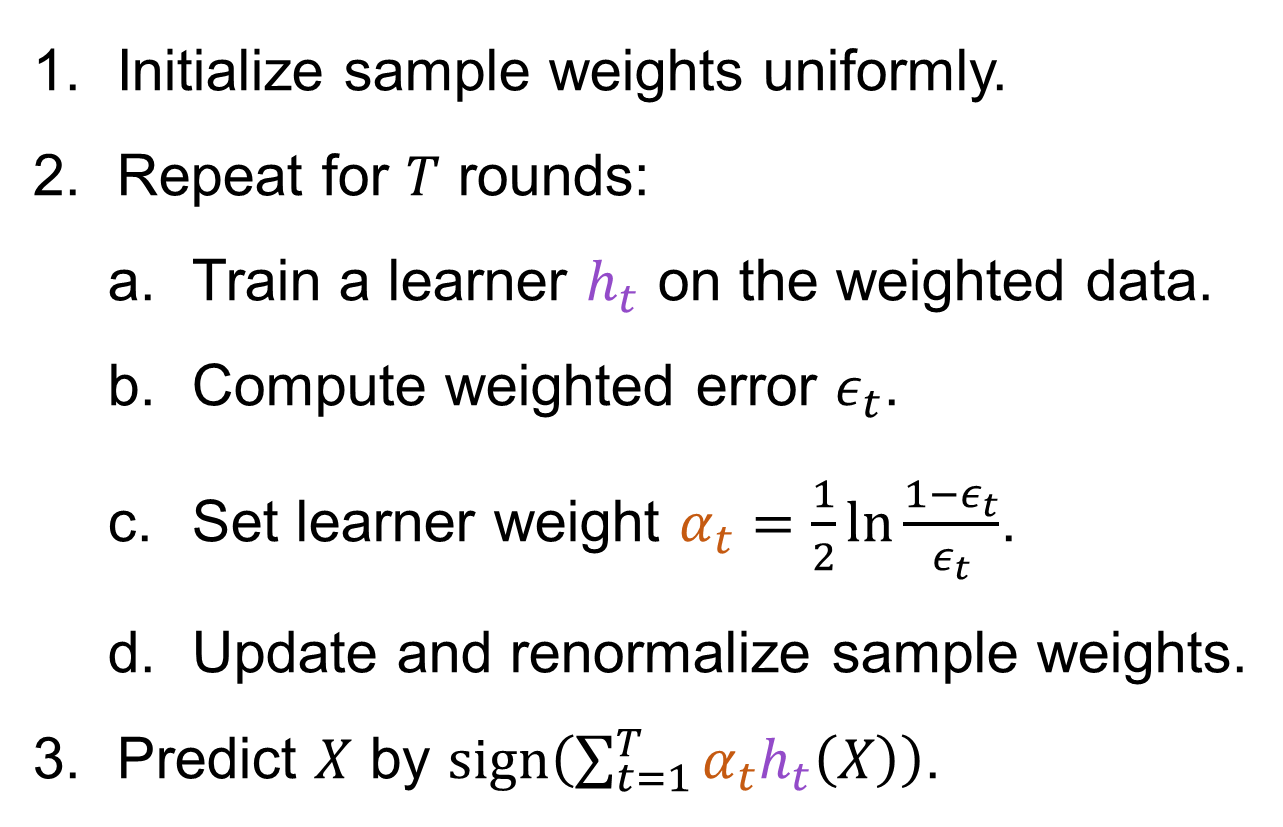 1. Initialize sample weights uniformly.
2. Repeat for T rounds:
a. Train a learner hₜ on the weighted data.
b. Compute weighted error ϵₜ.
c. Set learner weight αₜ = 1/2 ln (1−ϵₜ)/ϵₜ.
d. Update and renormalize sample weights.
3. Predict X by sign(∑ᵀₜ₌₁ αₜhₜ(X)).